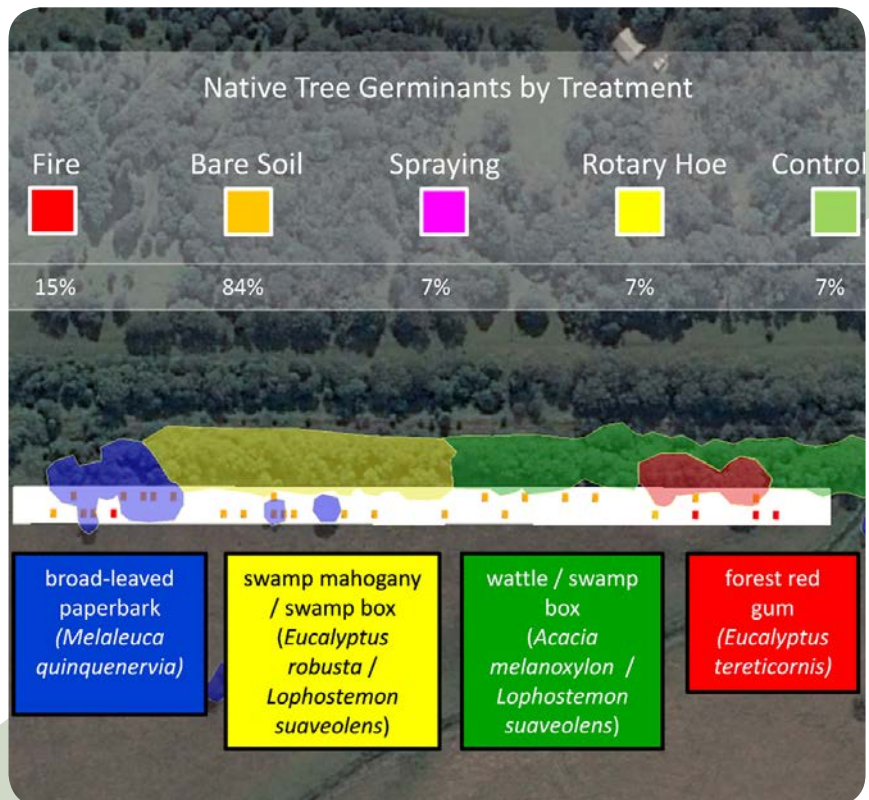 Native Tree Germinants by Treatment
Fire Bare Soil Spraying Rotary Hoe Control
15% 84% 7% 7% 7%
broad-leaved
paperbark
(Melaleuca
quinquenervia)
swamp mahogany
/ swamp box
(Eucalyptus
robusta /
Lophostemon
suaveolens)
wattle / swamp
box
(Acacia
melanoxylon /
Lophostemon
suaveolens)
forest red
gum
(Eucalyptus
tereticornis)